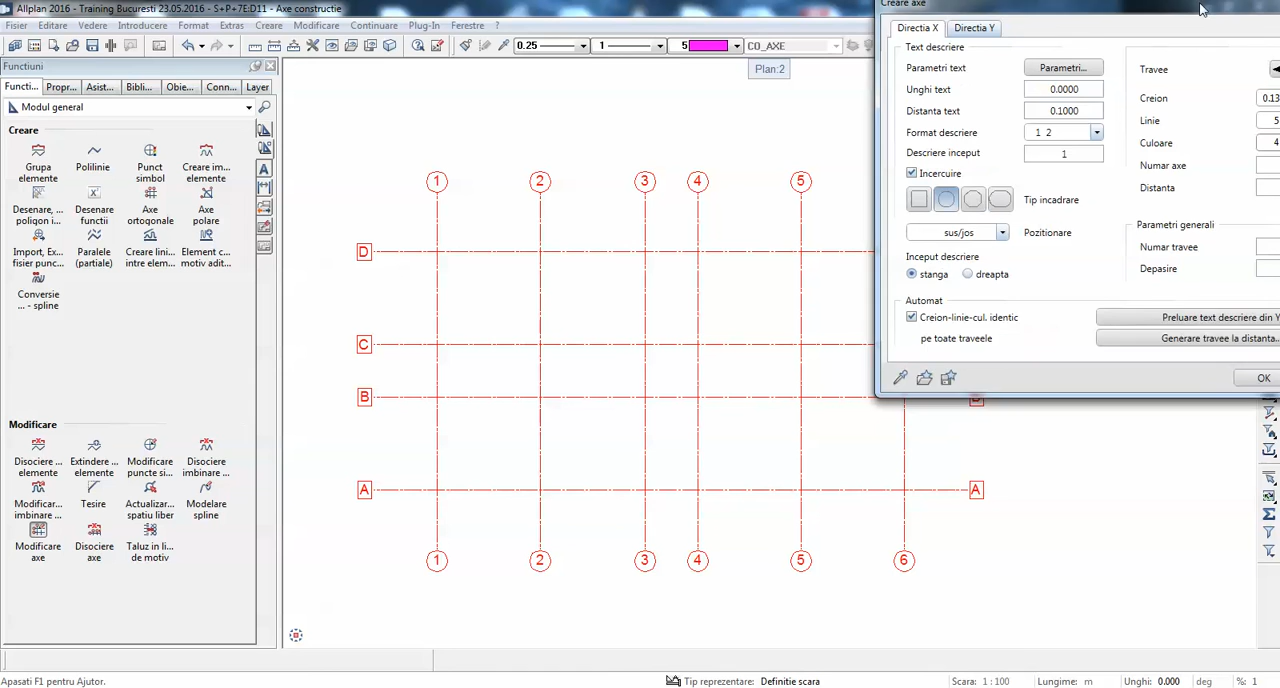 Allplan 2016 - Training Bucuresti 23.05.2016 - S+P+7E:D11 - Axe constructie
Creare axe
Fisier Editare Vedere Introducere Format Extras Creare Modificare Continuare Plug-In Fereste ?
0.25 1 5 CO_AXE
Functiuni
Functi... Propr... Asist... Bibli... Obie... Conn... Layer
Modul general
Creare
Grupa elemente
Polilinie
Punct simbol
Creare im... elemente
Desenare, ... poligon i...
Desenare functii
Axe ortogonale
Axe polare
Import, Ex... fisier punc...
Paralele (partiale)
Creare lini... intre elem...
Element c... motiv adit...
Conversie ... - spline
Modificare
Disociere ... elemente
Extindere ... elemente
Modificare puncte si...
Disociere imbinare ...
Modificar... imbinare ...
Tesire
Actualizar... spatiu liber
Modelare spline
Modificare axe
Disociere axe
Taluz in li... de motiv
Plan:2
1 2 3 4 5
D
C
B
A A
1 2 3 4 5 6
Directia X Directia Y
Text descriere
Parametri text Parametri...
Unghi text 0.0000
Distanta text 0.1000
Format descriere 1 2
Descriere inceput 1
Incercuire
Tip incadrare
sus/jos Pozitionare
Inceput descriere
stanga dreapta
Automat
Creion-linie-cul. identic
pe toate traveele
Travee
Creion 0.13
Linie 5
Culoare 4
Numar axe
Distanta
Parametri generali
Numar travee
Depasire
Preluare text descriere din Y
Generare travee la distanta...
OK
Apasati F1 pentru Ajutor.
Tip reprezentare: Definitie scara Scara: 1 : 100 Lungime: m Unghi: 0.000 deg %: 1